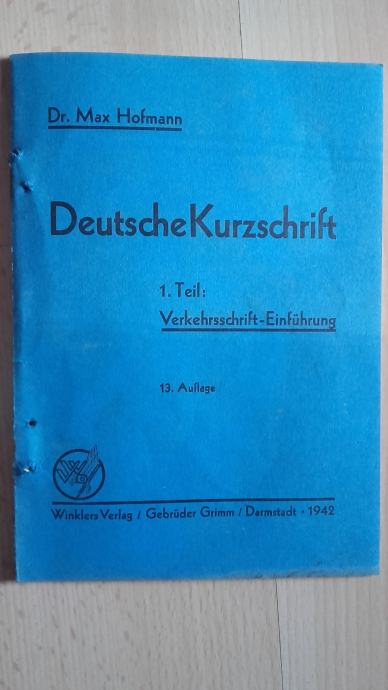 Dr. Max Hofmann
Deutsche Kurzschrift
1. Teil:
Verkehrsschrift-Einführung
13. Auflage
Winklers Verlag / Gebrüder Grimm / Darmstadt · 1942